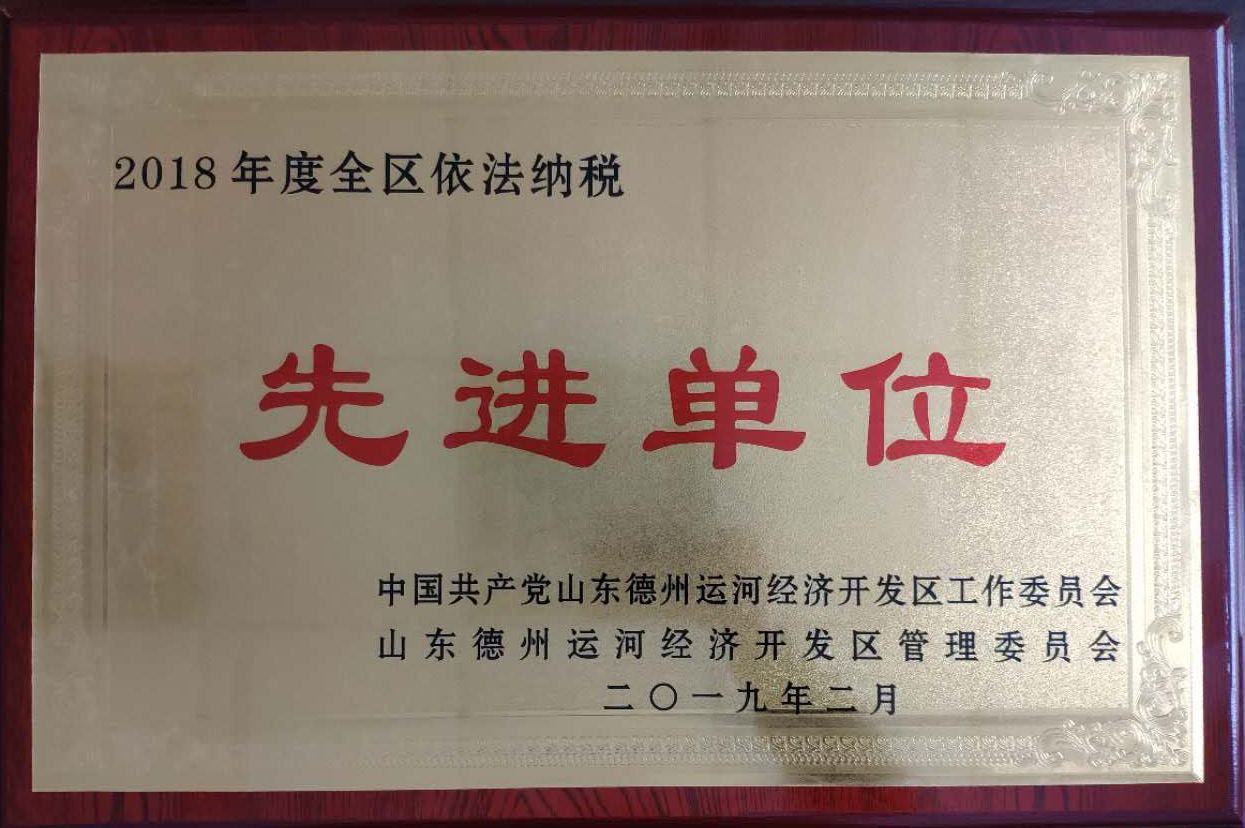 2018年度全区依法纳税
先进单位
中国共产党山东德州运河经济开发区工作委员会
山东德州运河经济开发区管理委员会
二〇一九年二月